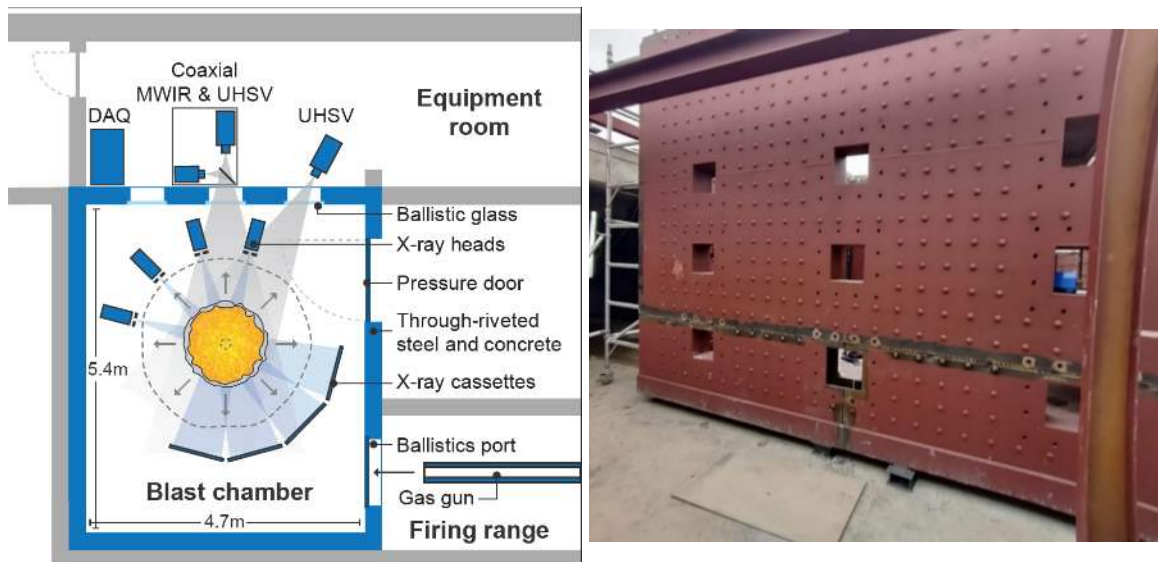 Coaxial
MWIR & UHSV
DAQ
UHSV
Equipment
room
Ballistic glass
X-ray heads
Pressure door
Through-riveted
steel and concrete
X-ray cassettes
5.4m
Ballistics port
Gas gun
Blast chamber
4.7m
Firing range